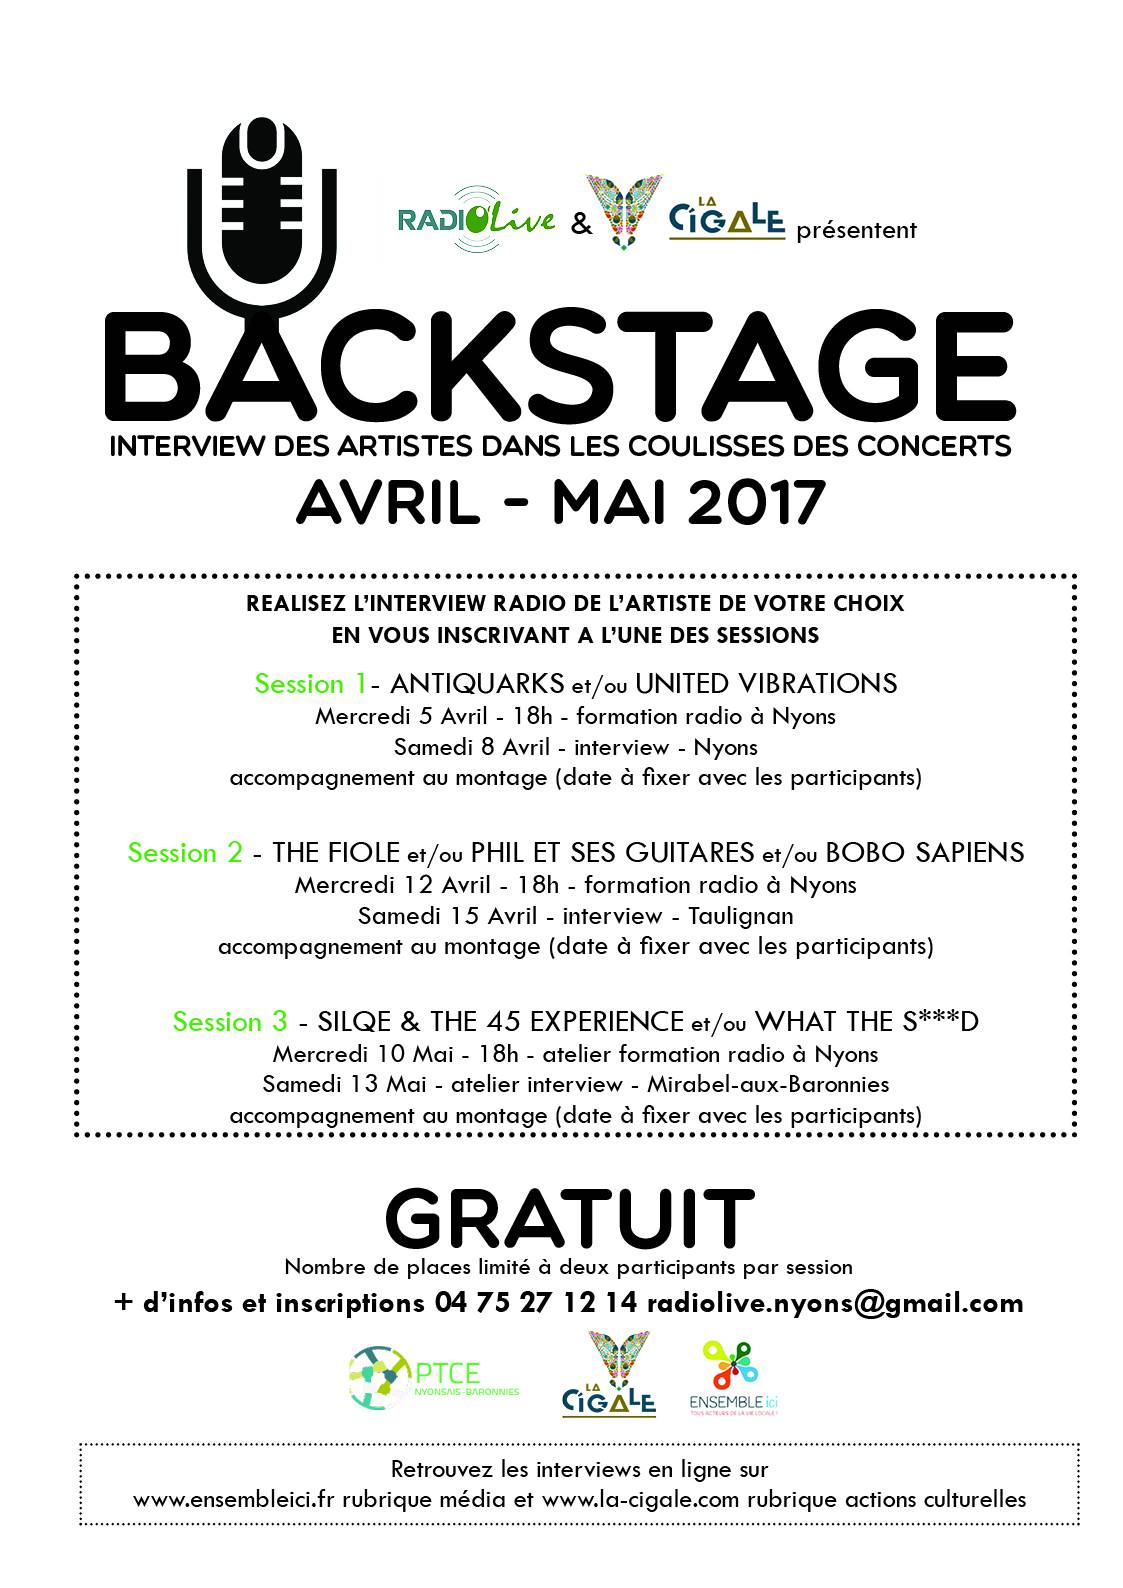 RADIOLive & LA CIGALE présentent
BACKSTAGE
INTERVIEW DES ARTISTES DANS LES COULISSES DES CONCERTS
AVRIL - MAI 2017
REALISEZ L'INTERVIEW RADIO DE L'ARTISTE DE VOTRE CHOIX
EN VOUS INSCRIVANT A L'UNE DES SESSIONS
Session 1- ANTIQUARKS et/ou UNITED VIBRATIONS
Mercredi 5 Avril - 18h - formation radio à Nyons
Samedi 8 Avril - interview - Nyons
accompagnement au montage (date à fixer avec les participants)
Session 2 - THE FIOLE et/ou PHIL ET SES GUITARES et/ou BOBO SAPIENS
Mercredi 12 Avril - 18h - formation radio à Nyons
Samedi 15 Avril - interview - Taulignan
accompagnement au montage (date à fixer avec les participants)
Session 3 - SILQE & THE 45 EXPERIENCE et/ou WHAT THE S***D
Mercredi 10 Mai - 18h - atelier formation radio à Nyons
Samedi 13 Mai - atelier interview - Mirabel-aux-Baronnies
accompagnement au montage (date à fixer avec les participants)
GRATUIT
Nombre de places limité à deux participants par session
+ d'infos et inscriptions 04 75 27 12 14 radiolive.nyons@gmail.com
PTCE
NYONSAIS-BARONNIES
LA CIGALE
ENSEMBLE ici
TOUS ACTEURS DE LA VIE LOCALE !
Retrouvez les interviews en ligne sur
www.ensembleici.fr rubrique média et www.la-cigale.com rubrique actions culturelles